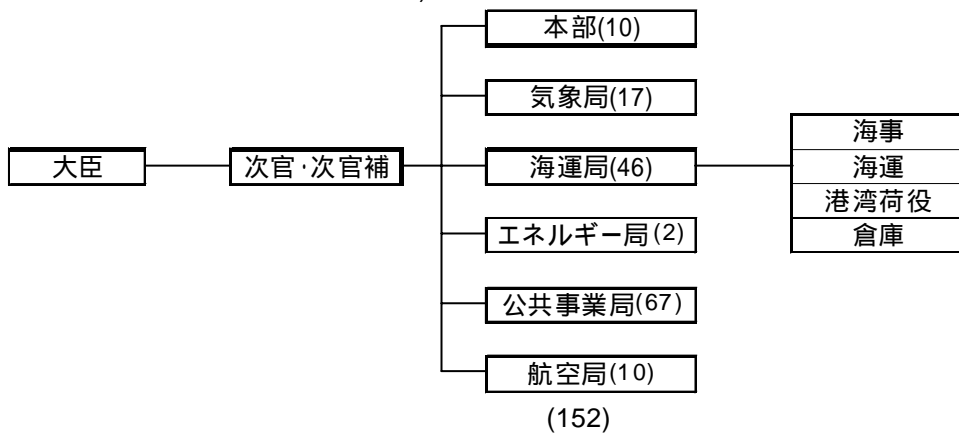 本部(10)
気象局(17)
大臣
次官・次官補
海運局(46)
海事
海運
港湾荷役
倉庫
エネルギー局(2)
公共事業局(67)
航空局(10)
(152)